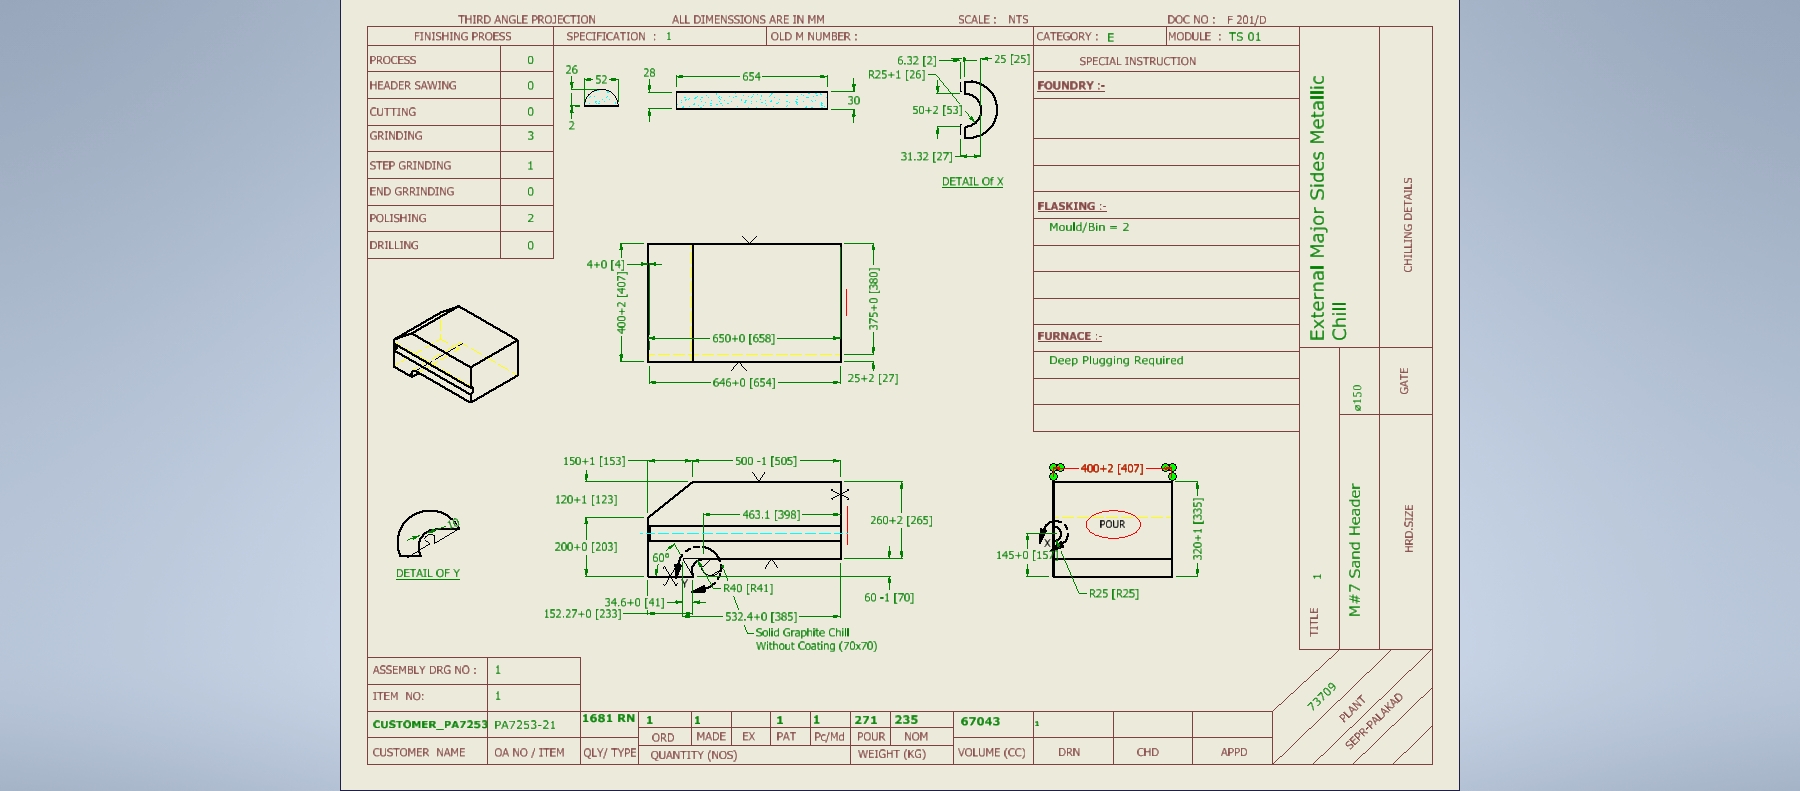 THIRD ANGLE PROJECTION
ALL DIMENSSIONS ARE IN MM
SCALE : NTS
DOC NO : F 201/D
FINISHING PROESS
SPECIFICATION : 1
OLD M NUMBER :
CATEGORY : E
MODULE : TS 01
PROCESS 0
HEADER SAWING 0
CUTTING 0
GRINDING 3
STEP GRINDING 1
END GRRINDING 0
POLISHING 2
DRILLING 0
26
52
2
28
654
30
6.32 [2]
25 [25]
R25+1 [26]
50+2 [53]
31.32 [27]
DETAIL Of X
SPECIAL INSTRUCTION
FOUNDRY :-
FLASKING :-
Mould/Bin = 2
FURNACE :-
Deep Plugging Required
External Major Sides Metallic
Chill
CHILLING DETAILS
ø150
GATE
M#7 Sand Header
HRD.SIZE
TITLE 1
4+0 [4]
400+2 [407]
375+0 [380]
650+0 [658]
646+0 [654]
25+2 [27]
150+1 [153]
500 -1 [505]
120+1 [123]
463.1 [398]
260+2 [265]
200+0 [203]
60°
Y
R40 [R41]
34.6+0 [41]
60 -1 [70]
152.27+0 [233]
532.4+0 [385]
Solid Graphite Chill
Without Coating (70x70)
10
DETAIL OF Y
400+2 [407]
POUR
X
145+0 [157
320+1 [335]
R25 [R25]
ASSEMBLY DRG NO : 1
ITEM NO: 1
CUSTOMER_PA7253
PA7253-21
1681 RN
1
1
1
1
271
235
67043
1
ORD
MADE
EX
PAT
Pc/Md
POUR
NOM
CUSTOMER NAME
OA NO / ITEM
QLY/ TYPE
QUANTITY (NOS)
WEIGHT (KG)
VOLUME (CC)
DRN
CHD
APPD
73709
PLANT
SEPR-PALAKAD